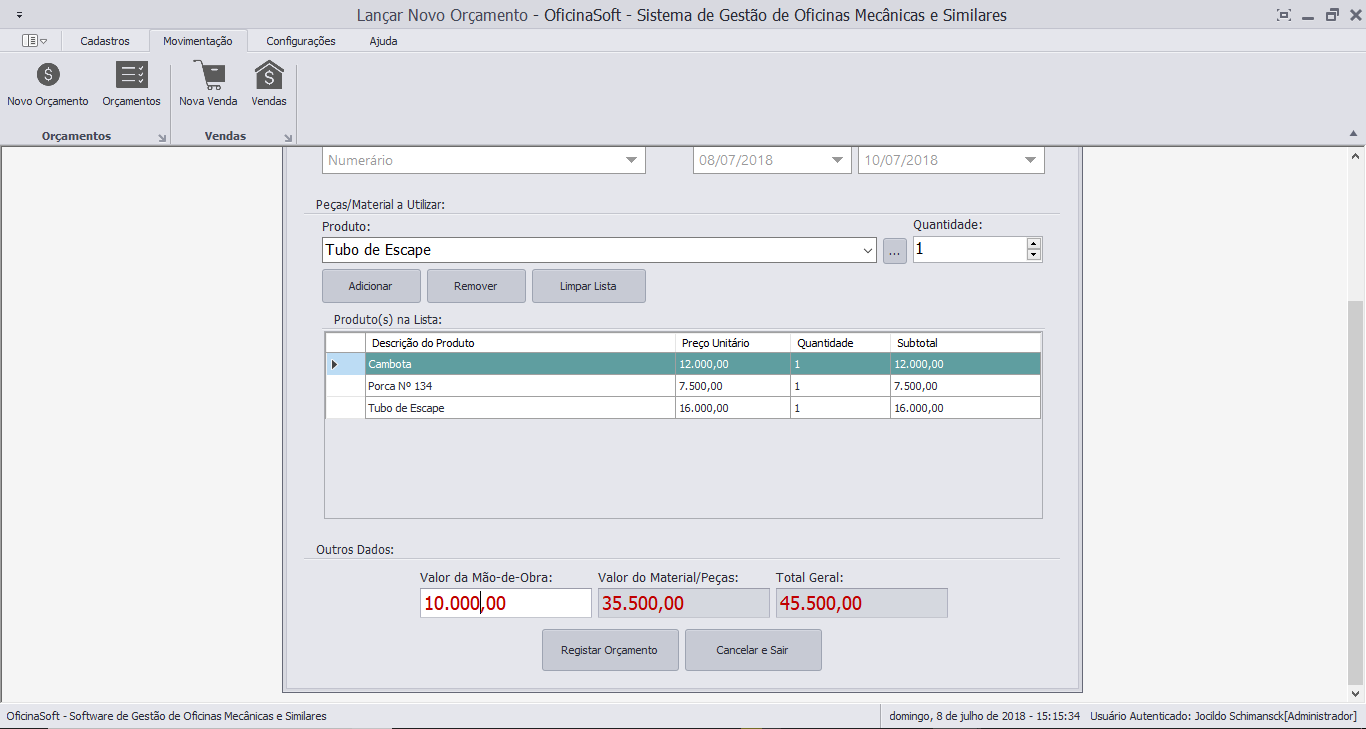 Lançar Novo Orçamento - OficinaSoft - Sistema de Gestão de Oficinas Mecânicas e Similares
Cadastros Movimentação Configurações Ajuda
Novo Orçamento Orçamentos Nova Venda Vendas
Orçamentos Vendas
Numerário 08/07/2018 10/07/2018
Peças/Material a Utilizar:
Produto: Quantidade:
Tubo de Escape ... 1
Adicionar Remover Limpar Lista
Produto(s) na Lista:
Descrição do Produto Preço Unitário Quantidade Subtotal
Cambota 12.000,00 1 12.000,00
Porca Nº 134 7.500,00 1 7.500,00
Tubo de Escape 16.000,00 1 16.000,00
Outros Dados:
Valor da Mão-de-Obra: Valor do Material/Peças: Total Geral:
10.000,00 35.500,00 45.500,00
Registar Orçamento Cancelar e Sair
OficinaSoft - Software de Gestão de Oficinas Mecânicas e Similares domingo, 8 de julho de 2018 - 15:15:34 Usuário Autenticado: Jocildo Schimansck[Administrador]